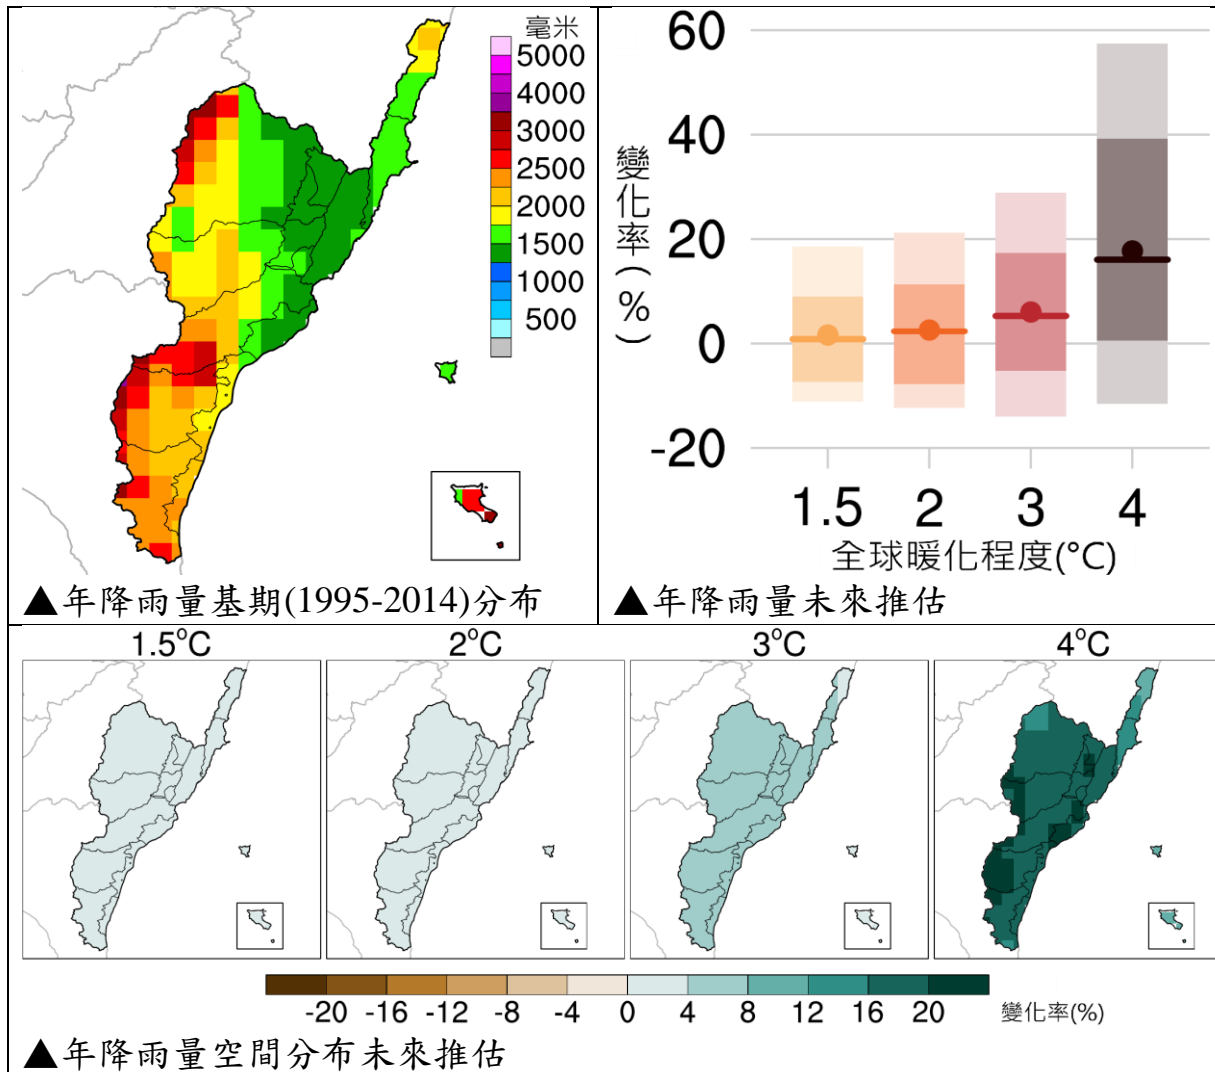 毫米
5000
4000
3000
2500
2000
1500
1000
500
▲年降雨量基期(1995-2014)分布
60
40
20
0
-20
變化率(%)
1.5 2 3 4
全球暖化程度(°C)
▲年降雨量未來推估
1.5°C 2°C 3°C 4°C
-20 -16 -12 -8 -4 0 4 8 12 16 20 變化率(%)
▲年降雨量空間分布未來推估